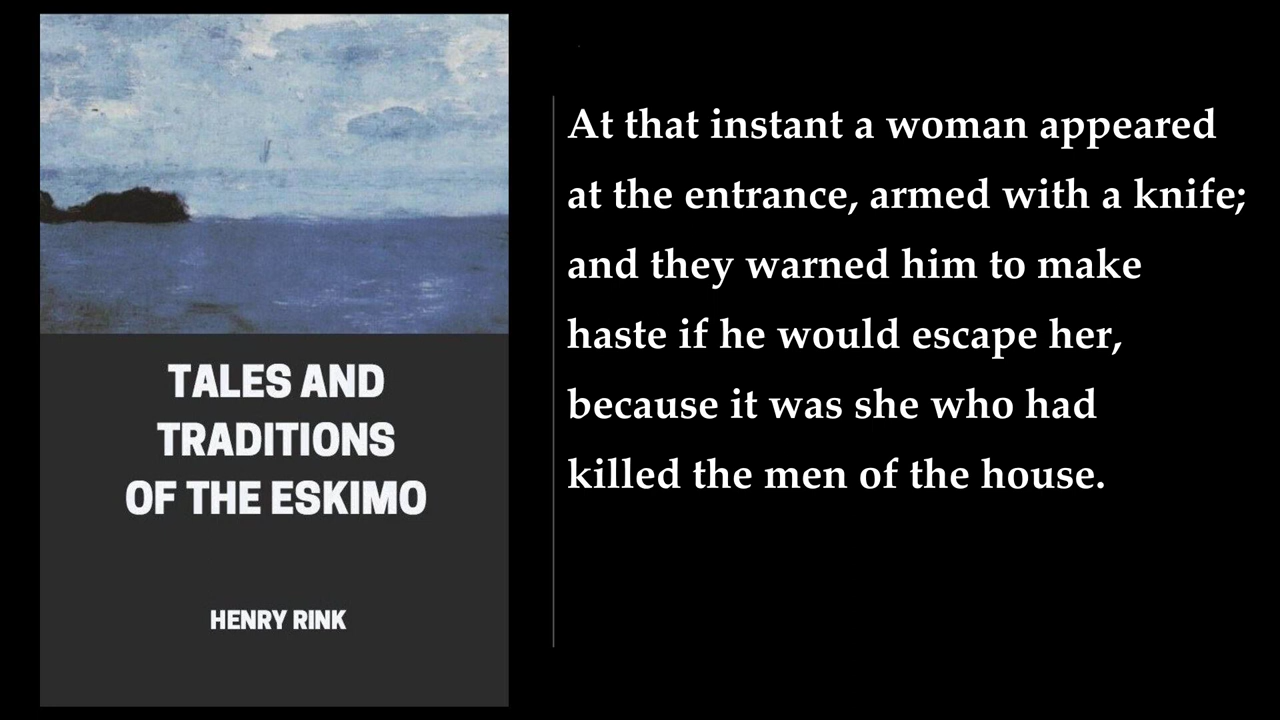 TALES AND
TRADITIONS
OF THE ESKIMO
HENRY RINK
At that instant a woman appeared
at the entrance, armed with a knife;
and they warned him to make
haste if he would escape her,
because it was she who had
killed the men of the house.